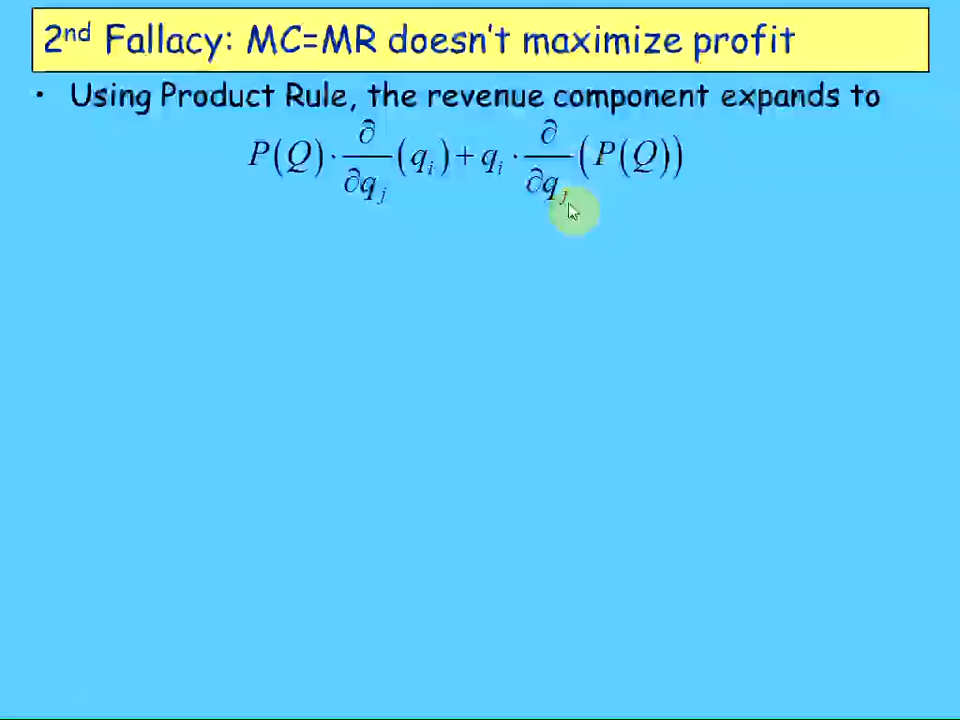 2nd Fallacy: MC=MR doesn't maximize profit
• Using Product Rule, the revenue component expands to
P(Q) · ∂/∂q_j (q_i) + q_i · ∂/∂q_j (P(Q))